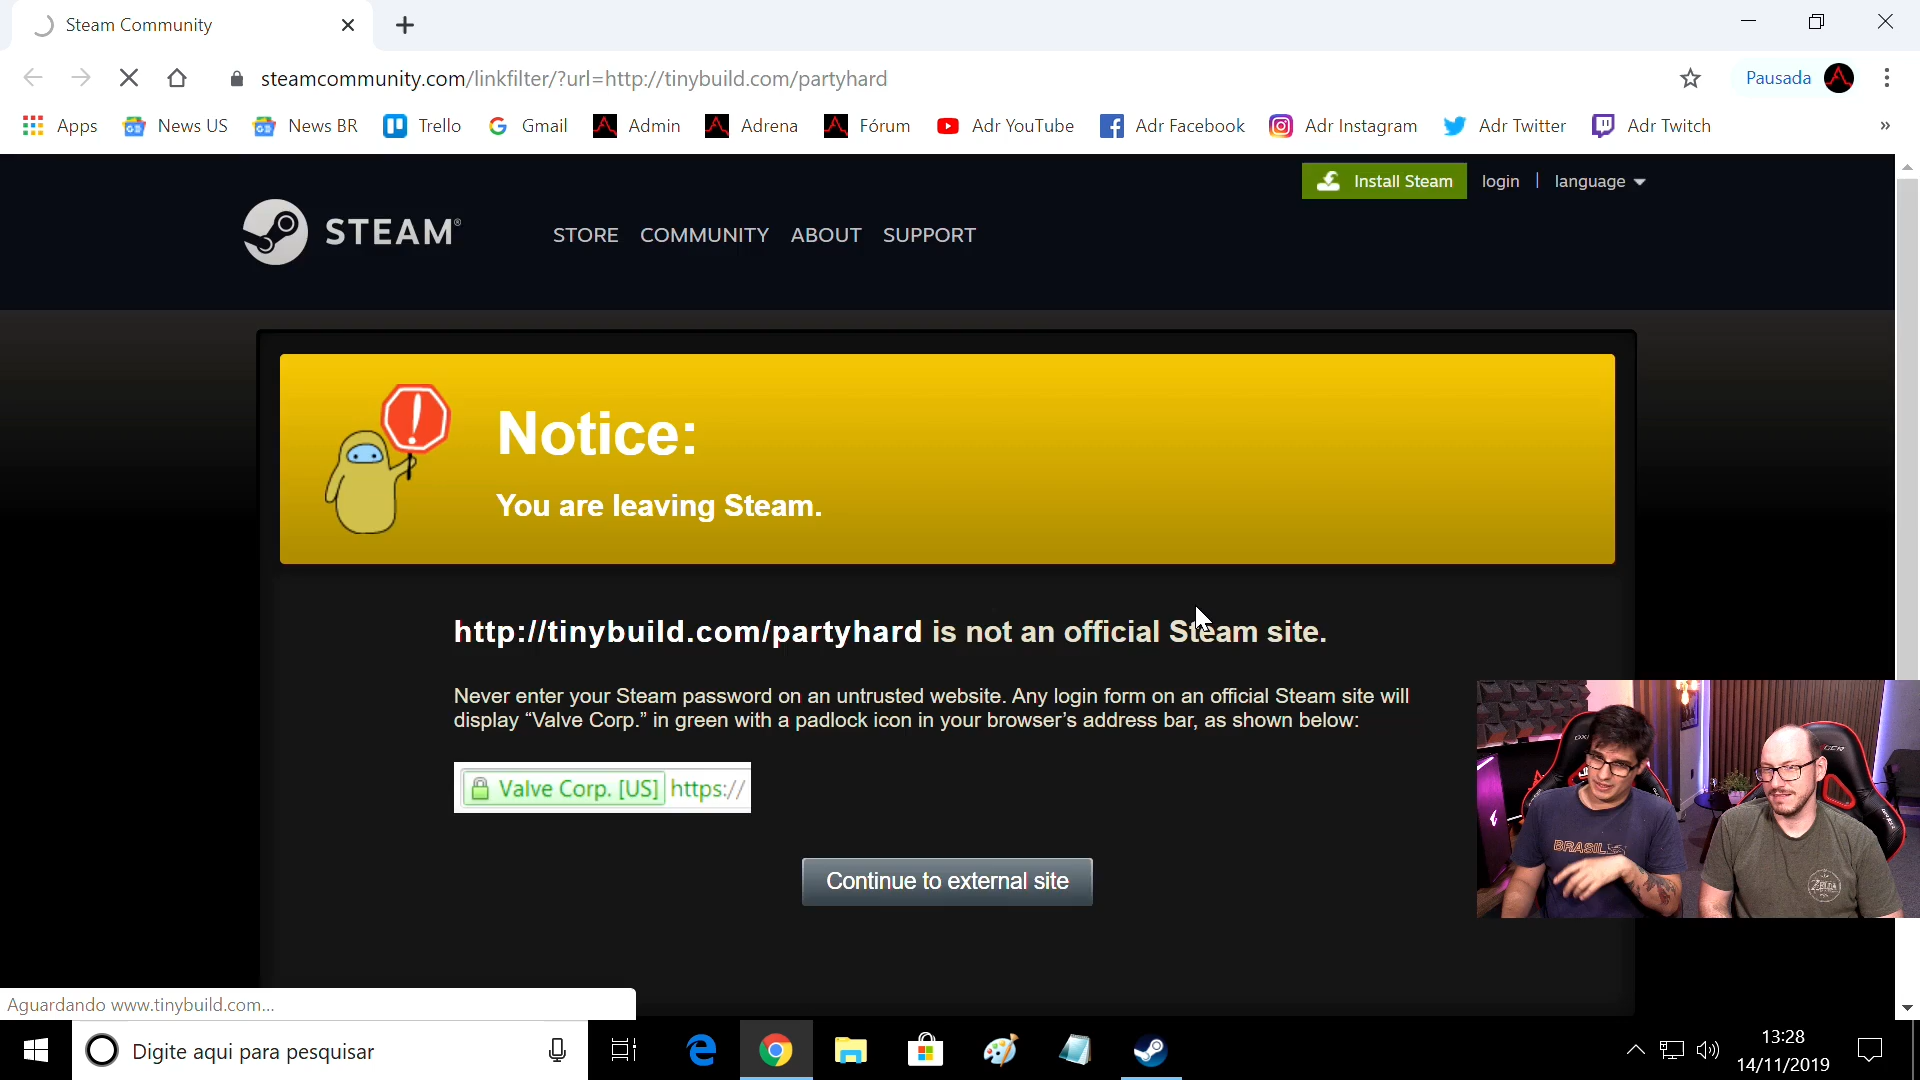 Steam Community
steamcommunity.com/linkfilter/?url=http://tinybuild.com/partyhard
Pausada
Apps
News US
News BR
Trello
Gmail
Admin
Adrena
Fórum
Adr YouTube
Adr Facebook
Adr Instagram
Adr Twitter
Adr Twitch
»
Install Steam
login | language
STEAM®
STORE COMMUNITY ABOUT SUPPORT
Notice:
You are leaving Steam.
http://tinybuild.com/partyhard is not an official Steam site.
Never enter your Steam password on an untrusted website. Any login form on an official Steam site will
display “Valve Corp.” in green with a padlock icon in your browser’s address bar, as shown below:
Valve Corp. [US] https://
Continue to external site
BRASIL
ZELDA
Aguardando www.tinybuild.com...
Digite aqui para pesquisar
13:28
14/11/2019